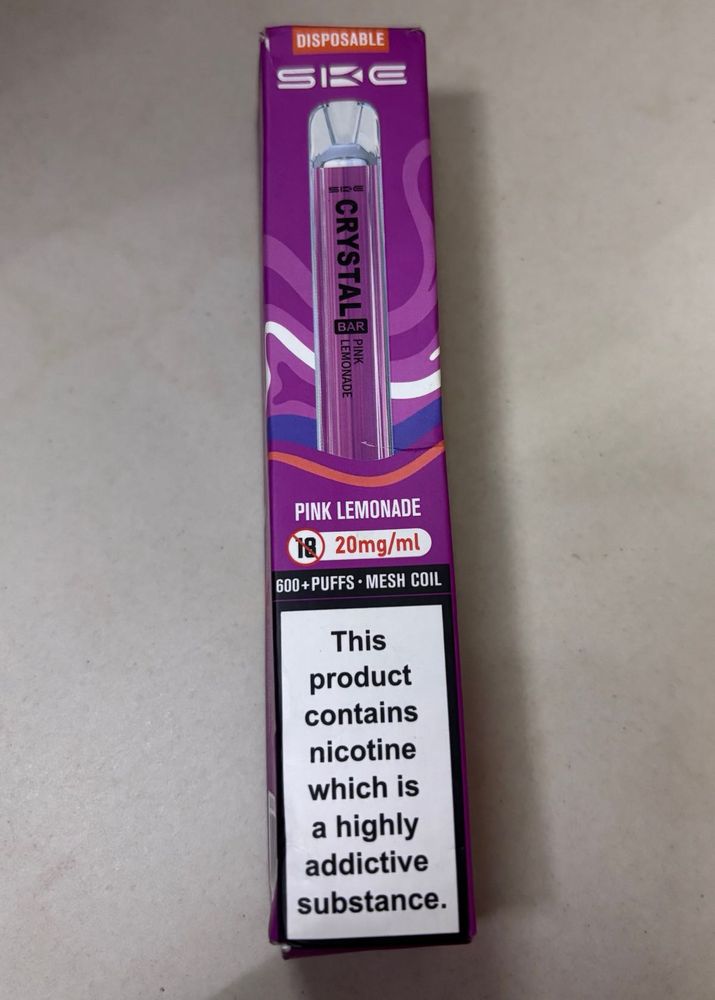 DISPOSABLE
SKE
SKE
CRYSTAL
BAR
PINK
LEMONADE
PINK LEMONADE
18 20mg/ml
600+PUFFS · MESH COIL
This
product
contains
nicotine
which is
a highly
addictive
substance.